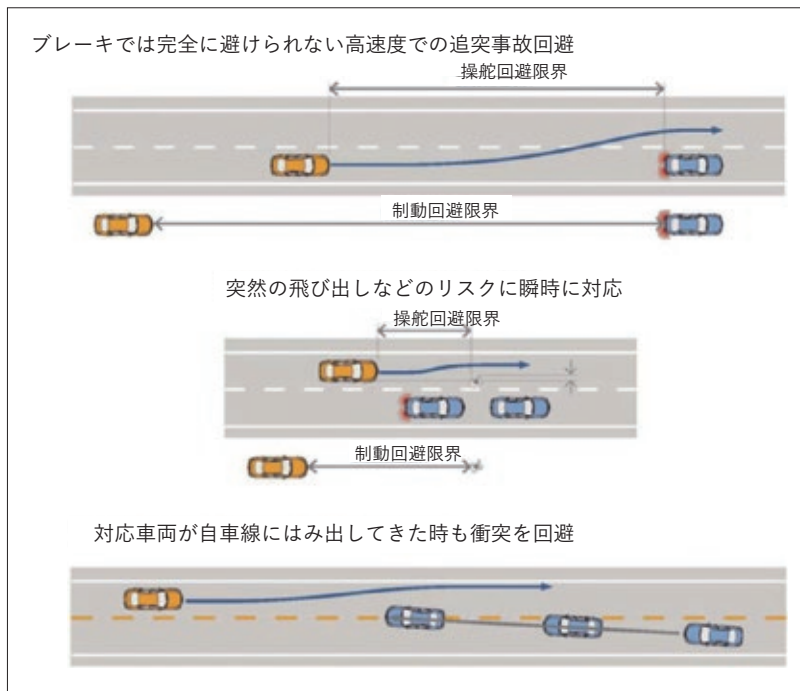 ブレーキでは完全に避けられない高速度での追突事故回避
操舵回避限界
制動回避限界
突然の飛び出しなどのリスクに瞬時に対応
操舵回避限界
制動回避限界
対応車両が自車線にはみ出してきた時も衝突を回避